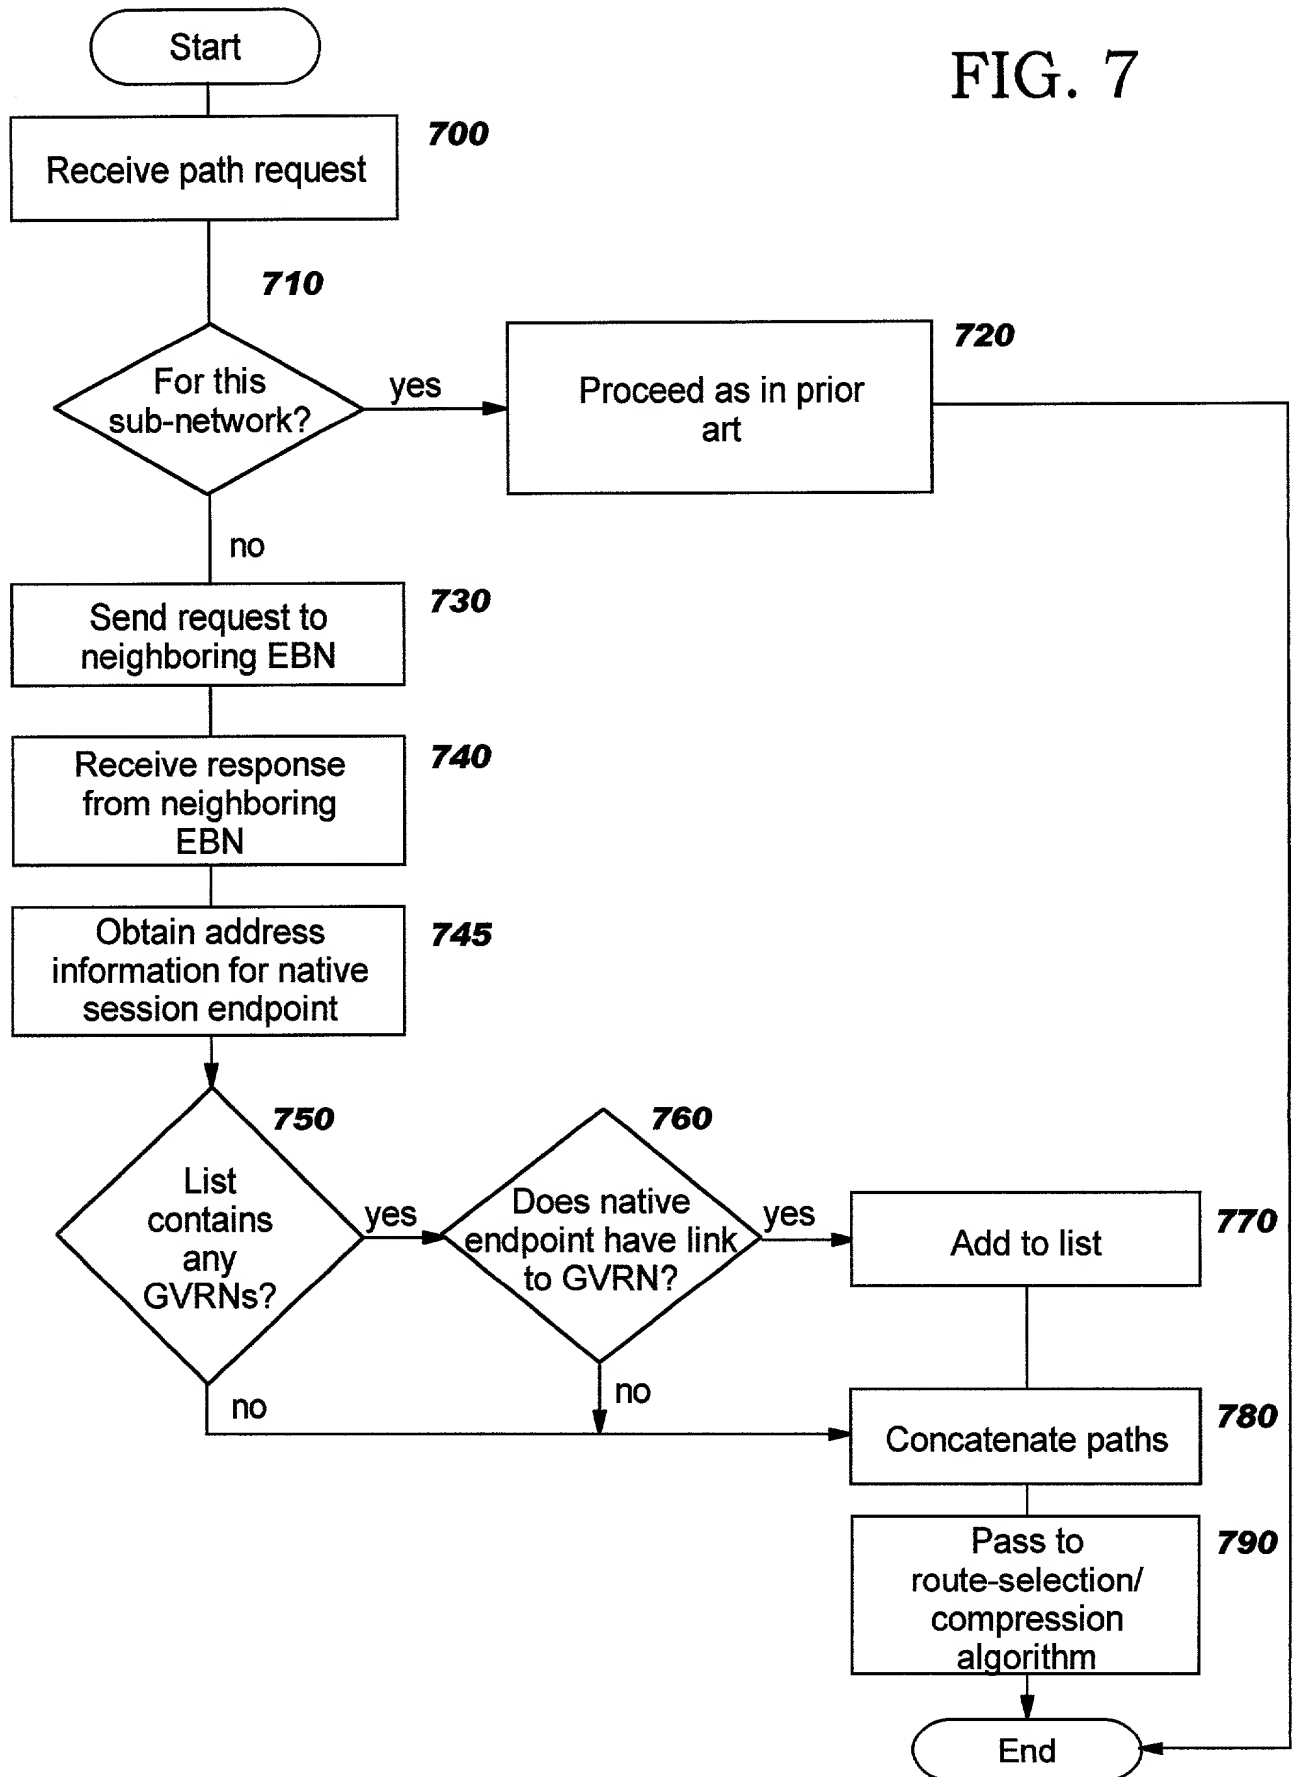 Start
FIG. 7
700
Receive path request
710
For this
sub-network?
yes
720
Proceed as in prior
art
no
730
Send request to
neighboring EBN
740
Receive response
from neighboring
EBN
745
Obtain address
information for native
session endpoint
750
List
contains
any
GVRNs?
yes
760
Does native
endpoint have link
to GVRN?
yes
770
Add to list
no
no
780
Concatenate paths
790
Pass to
route-selection/
compression
algorithm
End